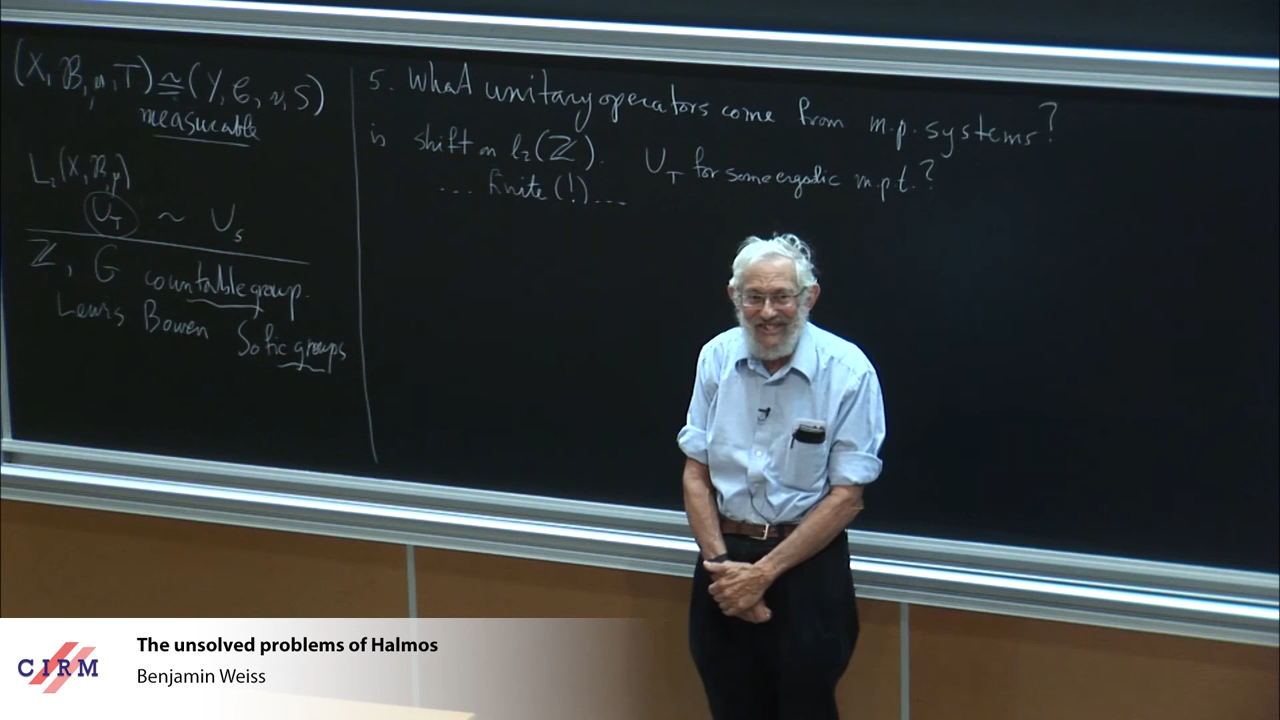 (X, ℬ, μ, T) ≅ (Y, 𝒞, ν, S)
measurable
L₂(X, ℬ, μ)
U_T ~ U_S
ℤ, G countable group.
Lewis Bowen Sofic groups
5. What unitary operators come from m.p. systems?
is shift on l₂(ℤ). U_T for some ergodic m.p.t.?
... finite (!) ...
CIRM
The unsolved problems of Halmos
Benjamin Weiss